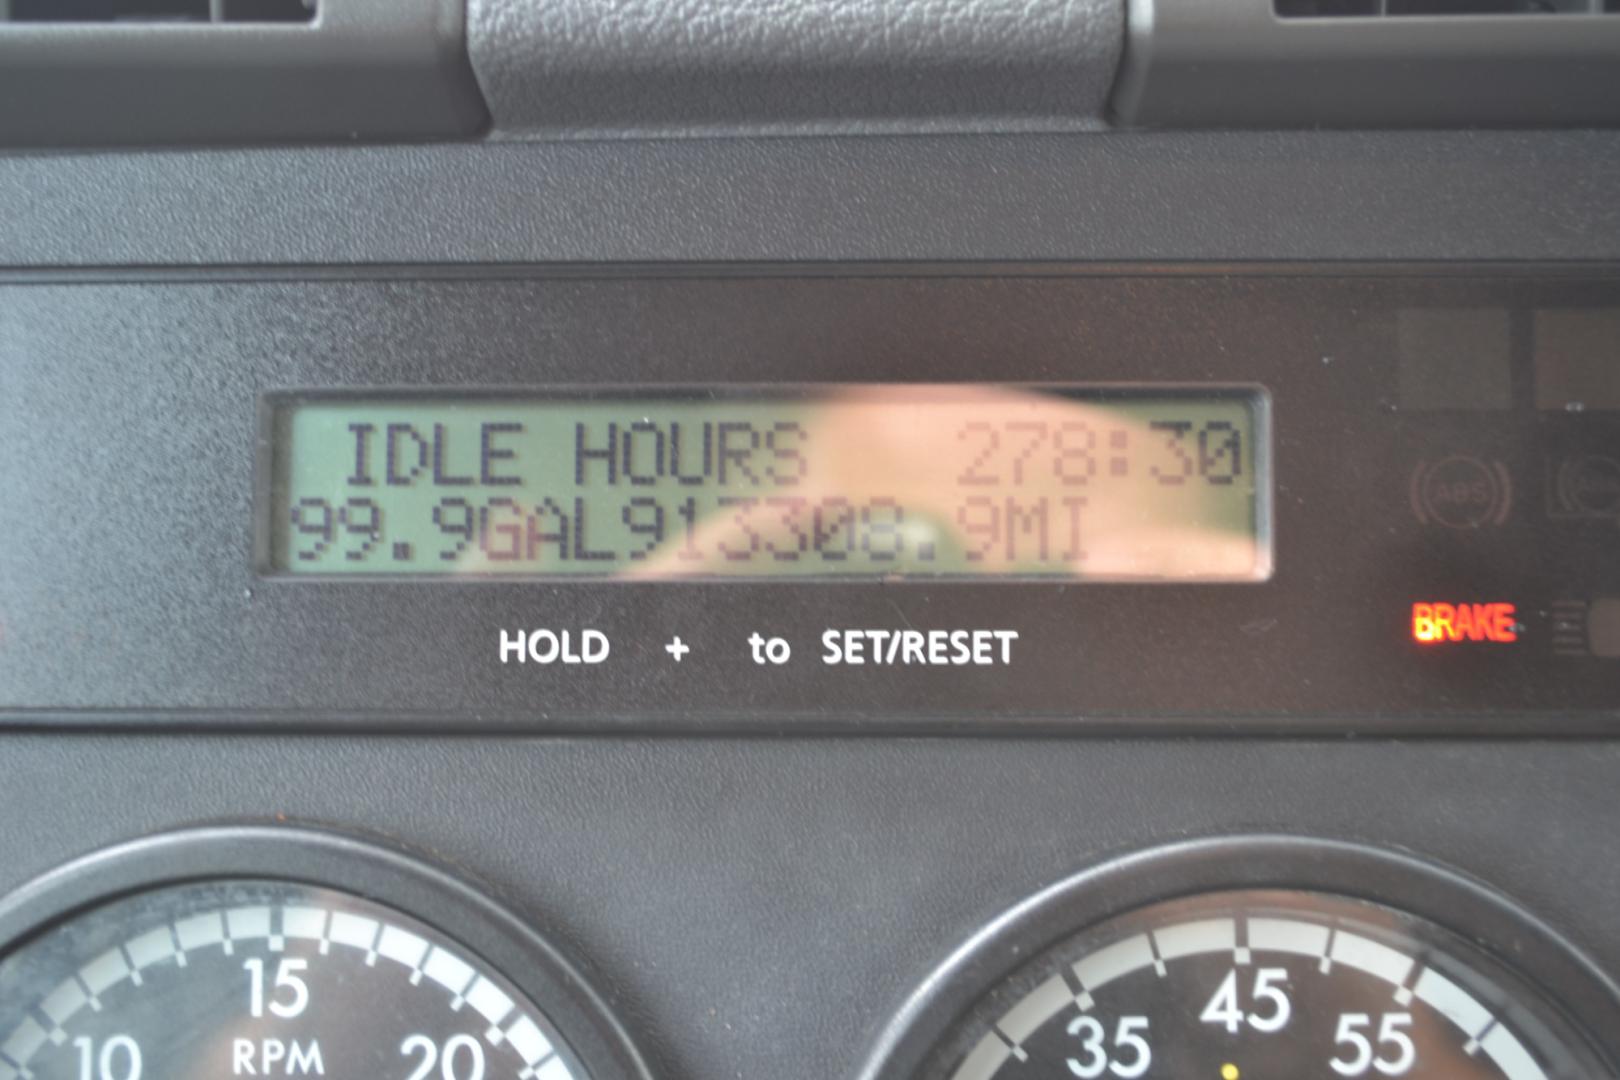 IDLE HOURS 278:30
99.9GAL913308.9MI
HOLD + to SET/RESET
ABS
BRAKE
15
10
RPM
20
45
35
55